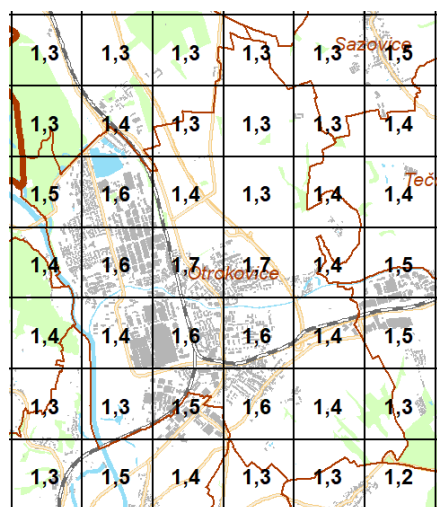 Sazovice
1,3 1,3 1,3 1,3 1,3 1,5
1,3 1,4 1,3 1,3 1,3 1,4
Teč
1,5 1,6 1,4 1,3 1,4 1,4
1,4 1,6 1,7 1,7 1,4 1,5
Otrokovice
1,4 1,4 1,6 1,6 1,4 1,5
1,3 1,3 1,5 1,6 1,4 1,3
1,3 1,5 1,4 1,3 1,3 1,2